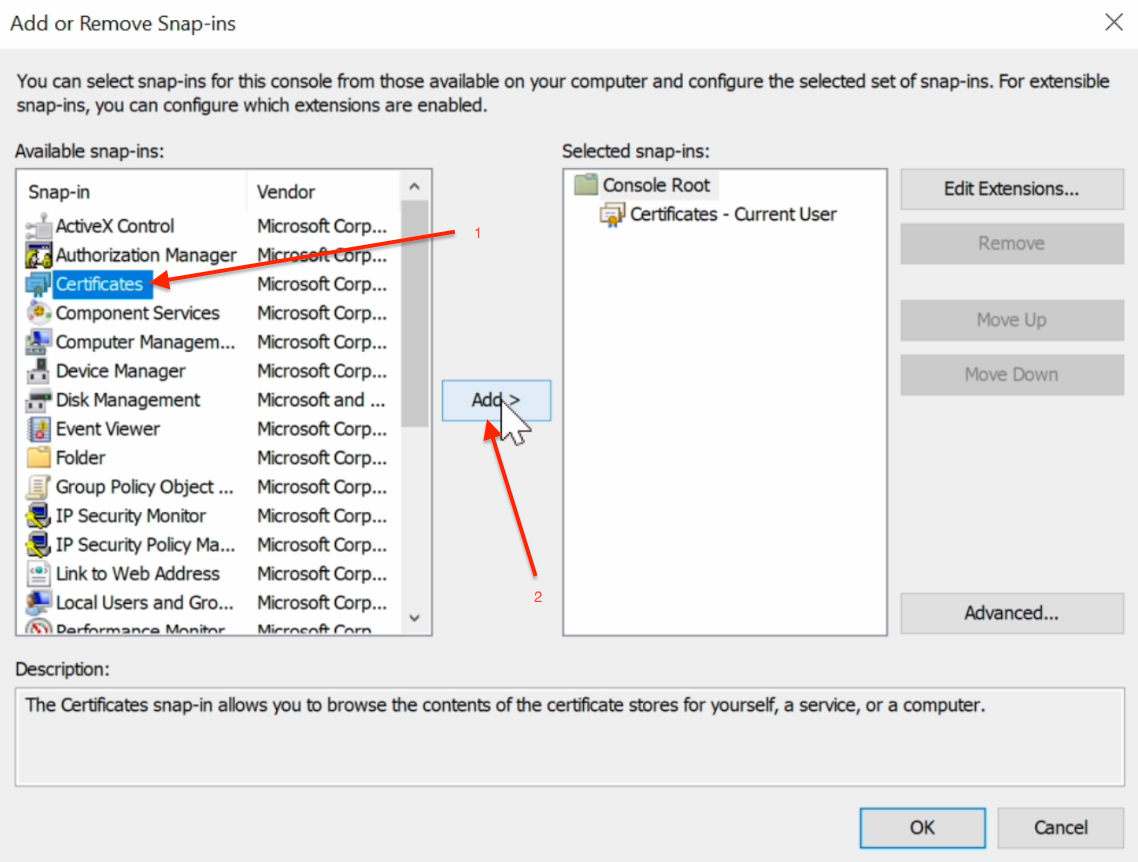 Add or Remove Snap-ins
You can select snap-ins for this console from those available on your computer and configure the selected set of snap-ins. For extensible
snap-ins, you can configure which extensions are enabled.
Available snap-ins:
Selected snap-ins:
Snap-in Vendor
ActiveX Control Microsoft Corp...
Authorization Manager Microsoft Corp...
Certificates Microsoft Corp...
Component Services Microsoft Corp...
Computer Managem... Microsoft Corp...
Device Manager Microsoft Corp...
Disk Management Microsoft and ...
Event Viewer Microsoft Corp...
Folder Microsoft Corp...
Group Policy Object ... Microsoft Corp...
IP Security Monitor Microsoft Corp...
IP Security Policy Ma... Microsoft Corp...
Link to Web Address Microsoft Corp...
Local Users and Gro... Microsoft Corp...
Performance Monitor Microsoft Corp...
1
Add >
2
Console Root
Certificates - Current User
Edit Extensions...
Remove
Move Up
Move Down
Advanced...
Description:
The Certificates snap-in allows you to browse the contents of the certificate stores for yourself, a service, or a computer.
OK
Cancel